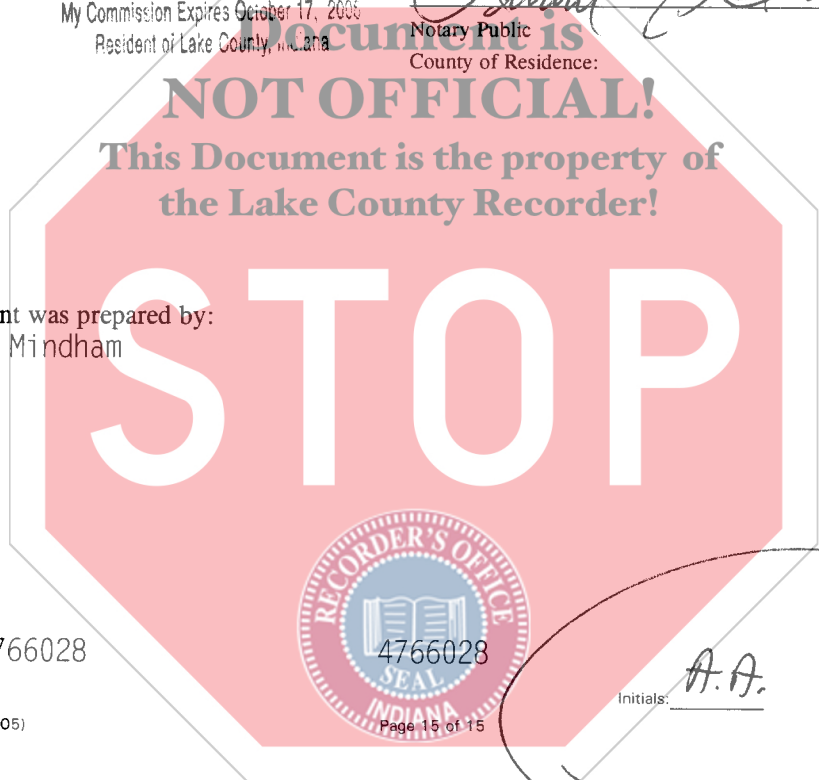 My Commission Expires October 17, 2006
Resident of Lake County, Indiana
Notary Public
County of Residence:
Document is
NOT OFFICIAL!
This Document is the property of
the Lake County Recorder!
nt was prepared by:
Mindham
STOP
RECORDER'S OFFICE
SEAL
INDIANA
766028
4766028
Initials: A.A.
05)
Page 15 of 15